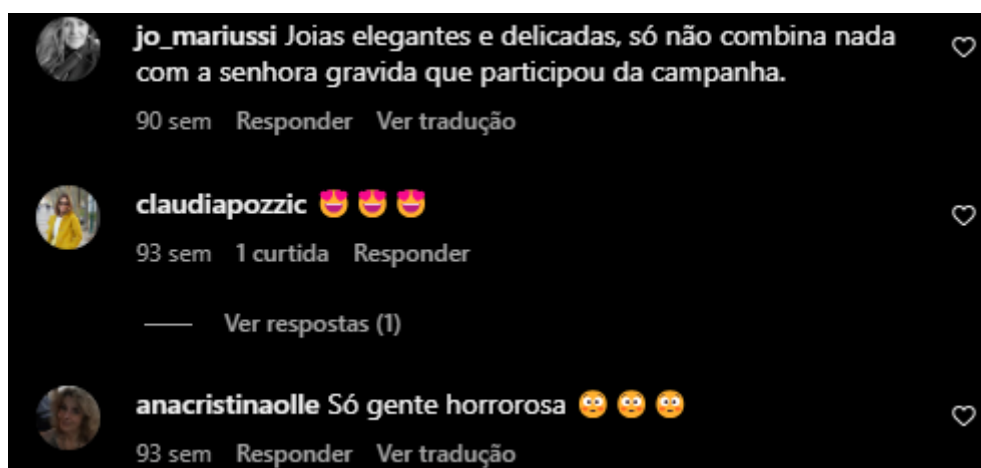 jo_mariussi Joias elegantes e delicadas, só não combina nada
com a senhora gravida que participou da campanha.
90 sem Responder Ver tradução
claudiapozzic 🤩 🤩 🤩
93 sem 1 curtida Responder
Ver respostas (1)
anacristinaolle Só gente horrorosa 😳 😳 😳
93 sem Responder Ver tradução